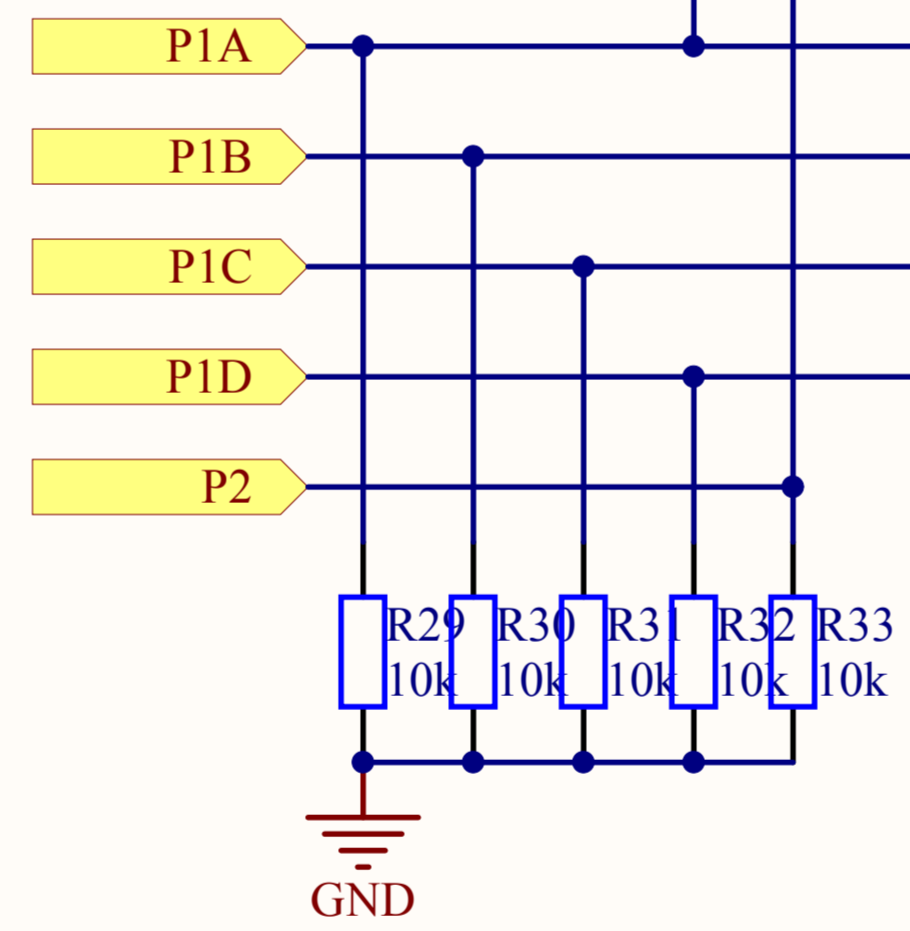 P1A
P1B
P1C
P1D
P2
R29 R30 R31 R32 R33
10k 10k 10k 10k 10k
GND